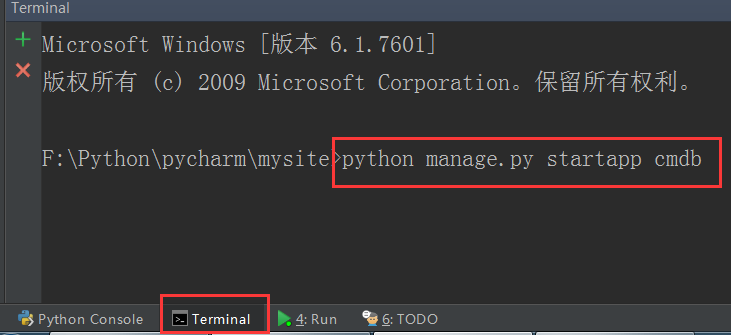 Terminal
Microsoft Windows [版本 6.1.7601]
版权所有 (c) 2009 Microsoft Corporation。保留所有权利。
F:\Python\pycharm\mysite>python manage.py startapp cmdb
Python Console Terminal 4: Run 6: TODO